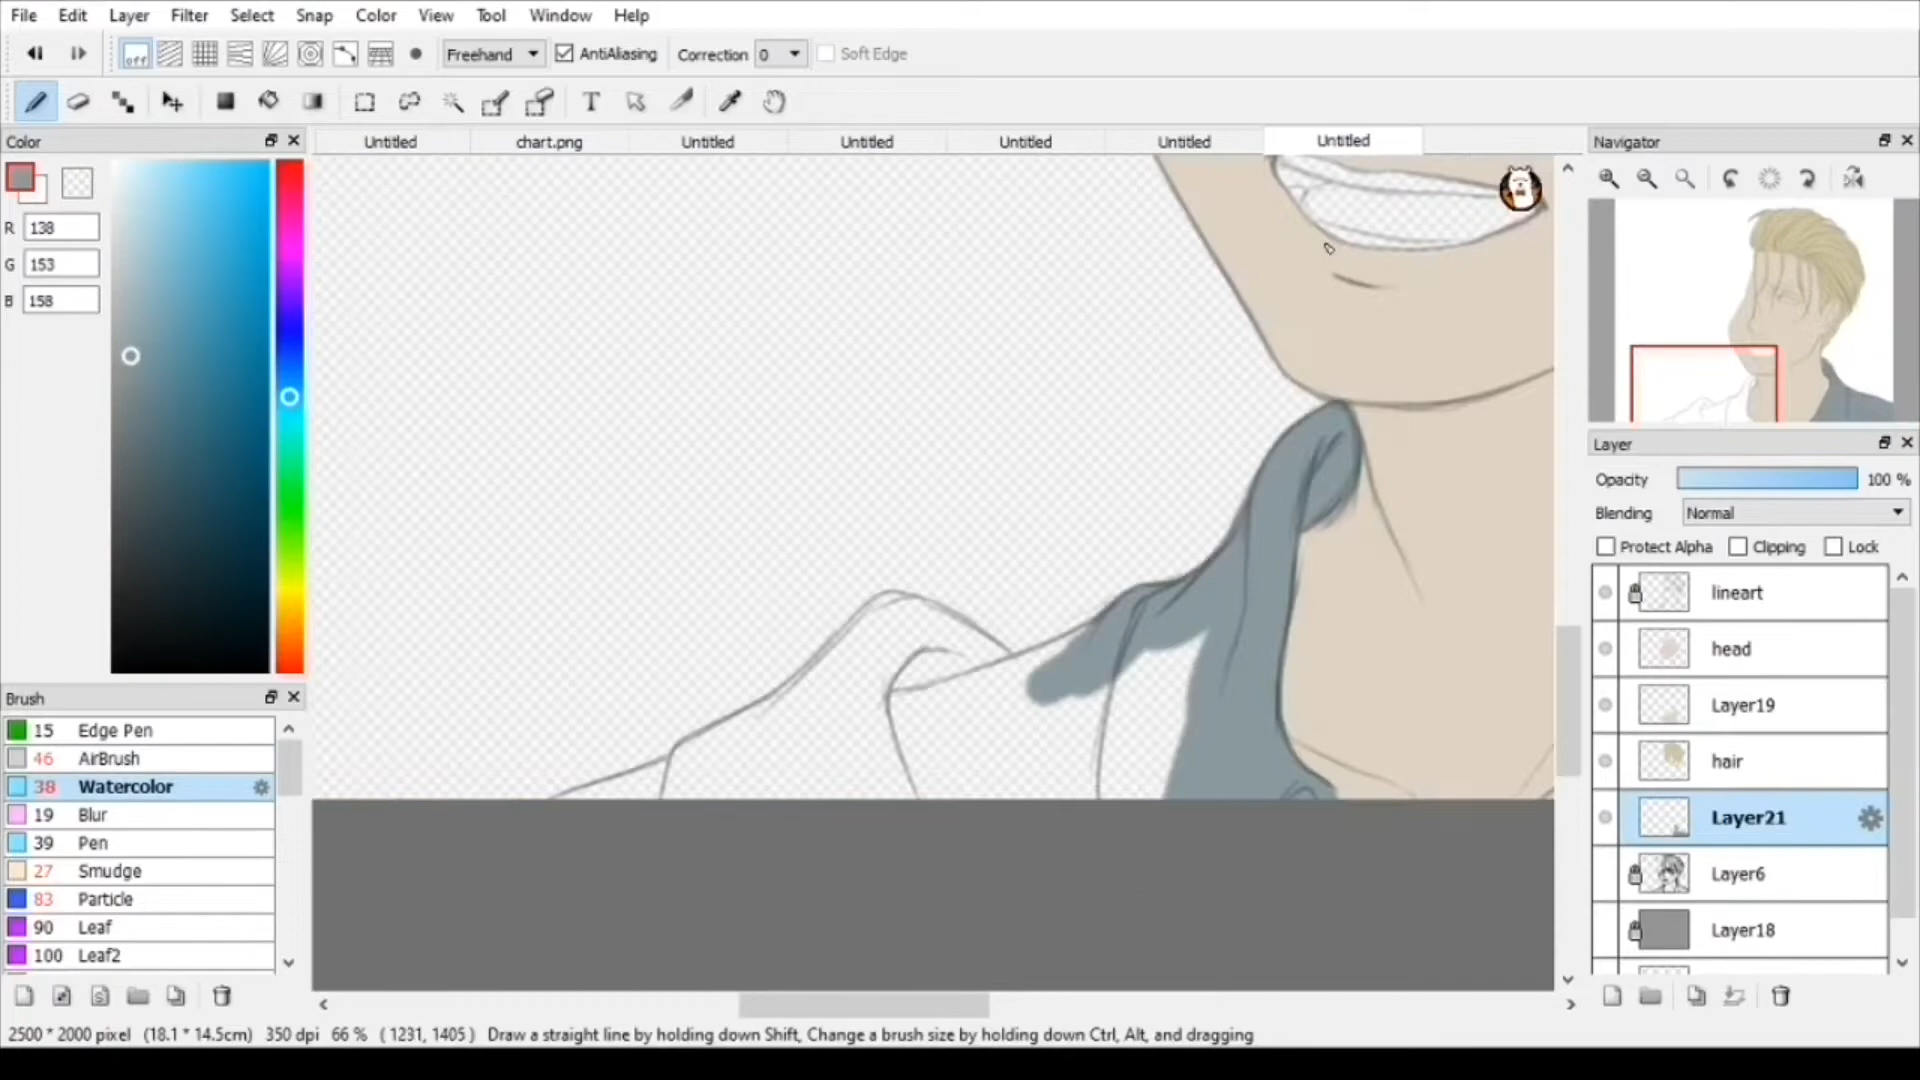 File Edit Layer Filter Select Snap Color View Tool Window Help
off Freehand AntiAliasing Correction 0 Soft Edge
T
Color
Untitled chart.png Untitled Untitled Untitled Untitled Untitled
Navigator
R 138
G 153
B 158
Layer
Opacity 100 %
Blending Normal
Protect Alpha Clipping Lock
lineart
head
Layer19
hair
Layer21
Layer6
Layer18
Brush
15 Edge Pen
46 AirBrush
38 Watercolor
19 Blur
39 Pen
27 Smudge
83 Particle
90 Leaf
100 Leaf2
2500 * 2000 pixel (18.1 * 14.5cm) 350 dpi 66 % ( 1231, 1405 ) Draw a straight line by holding down Shift, Change a brush size by holding down Ctrl, Alt, and dragging